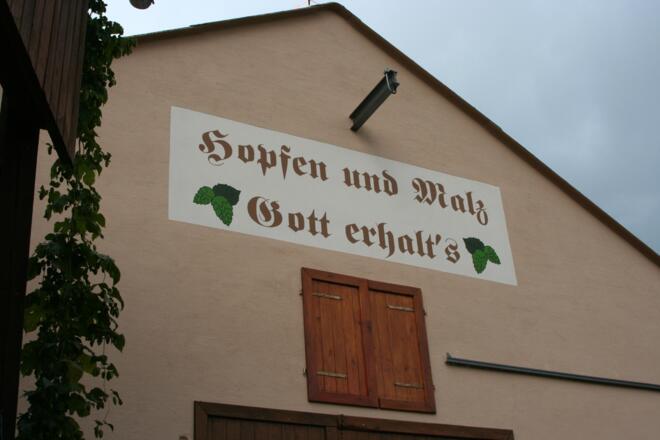 Hopfen und Malz
Gott erhalt's